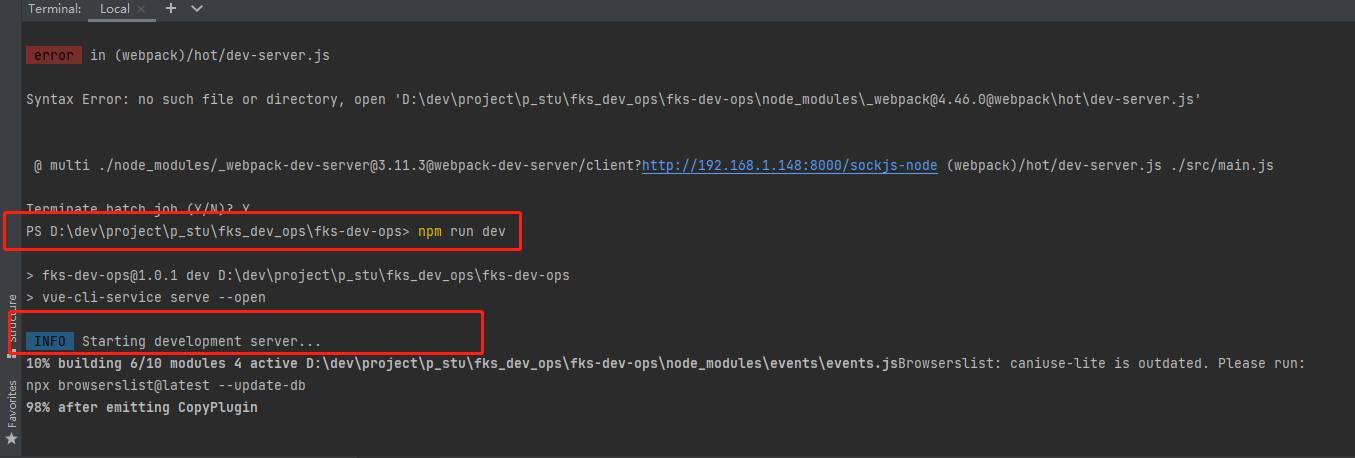 Terminal: Local × + 
error in (webpack)/hot/dev-server.js
Syntax Error: no such file or directory, open 'D:\dev\project\p_stu\fks_dev_ops\fks-dev-ops\node_modules\_webpack@4.46.0@webpack\hot\dev-server.js'
@ multi ./node_modules/_webpack-dev-server@3.11.3@webpack-dev-server/client?http://192.168.1.148:8000/sockjs-node (webpack)/hot/dev-server.js ./src/main.js
Terminate batch job (Y/N)? Y
PS D:\dev\project\p_stu\fks_dev_ops\fks-dev-ops> npm run dev
> fks-dev-ops@1.0.1 dev D:\dev\project\p_stu\fks_dev_ops\fks-dev-ops
> vue-cli-service serve --open
INFO Starting development server...
10% building 6/10 modules 4 active D:\dev\project\p_stu\fks_dev_ops\fks-dev-ops\node_modules\events\events.jsBrowserslist: caniuse-lite is outdated. Please run:
npx browserslist@latest --update-db
98% after emitting CopyPlugin
Structure
Favorites